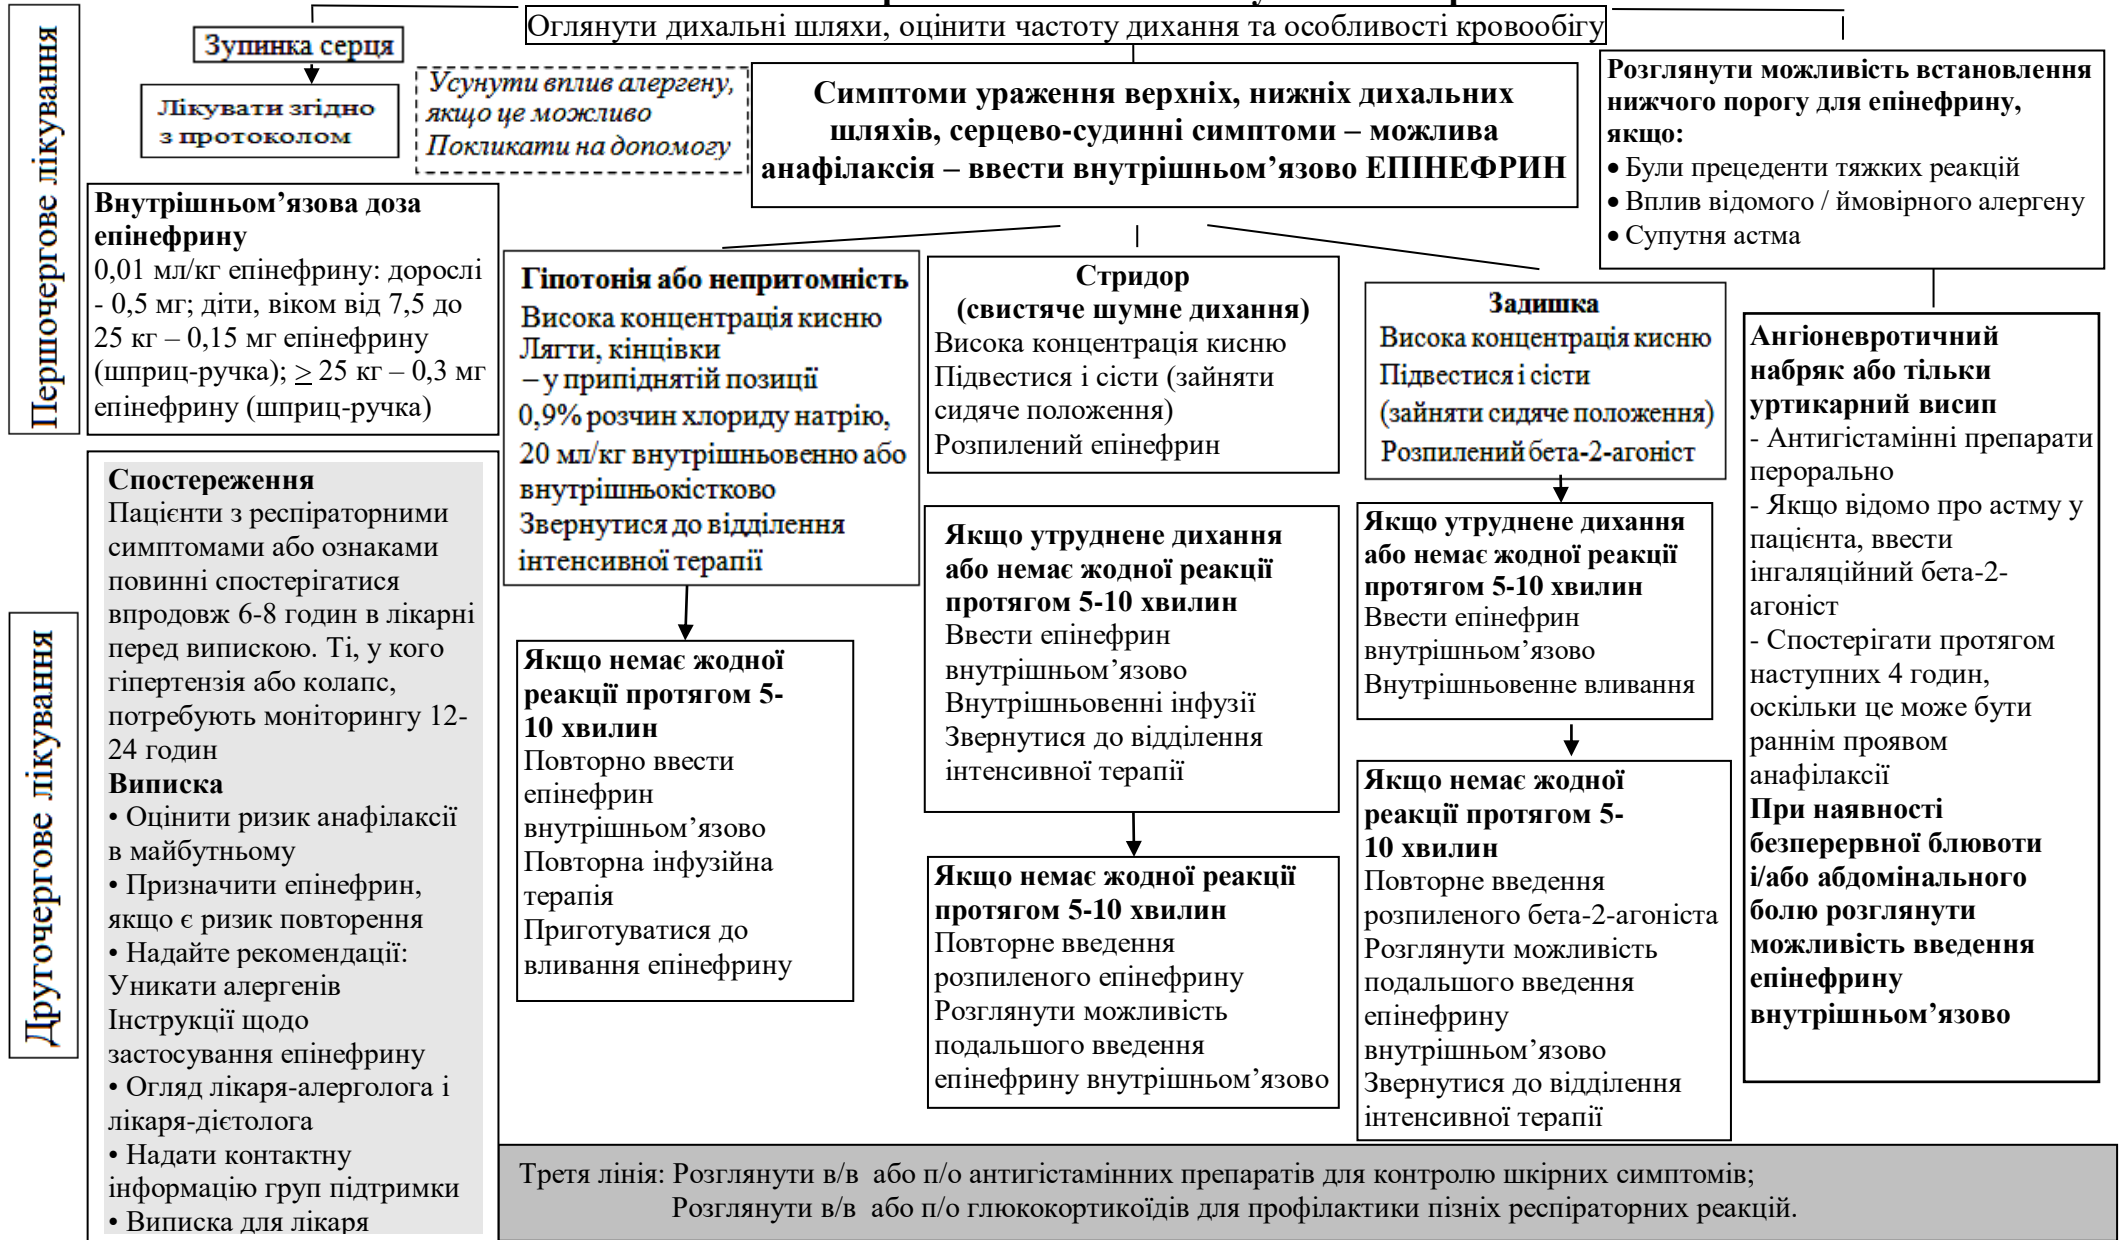 Оглянути дихальні шляхи, оцінити частоту дихання та особливості кровообігу
Першочергове лікування
Зупинка серця
Лікувати згідно
з протоколом
Усунути вплив алергену,
якщо це можливо
Покликати на допомогу
Симптоми ураження верхніх, нижніх дихальних
шляхів, серцево-судинні симптоми – можлива
анафілаксія – ввести внутрішньом’язово ЕПІНЕФРИН
Розглянути можливість встановлення
нижчого порогу для епінефрину,
якщо:
• Були прецеденти тяжких реакцій
• Вплив відомого / ймовірного алергену
• Супутня астма
Внутрішньом’язова доза
епінефрину
0,01 мл/кг епінефрину: дорослі
- 0,5 мг; діти, віком від 7,5 до
25 кг – 0,15 мг епінефрину
(шприц-ручка); ≥ 25 кг – 0,3 мг
епінефрину (шприц-ручка)
Гіпотонія або непритомність
Висока концентрація кисню
Лягти, кінцівки
– у припіднятій позиції
0,9% розчин хлориду натрію,
20 мл/кг внутрішньовенно або
внутрішньокістково
Звернутися до відділення
інтенсивної терапії
Стридор
(свистяче шумне дихання)
Висока концентрація кисню
Підвестися і сісти (зайняти
сидяче положення)
Розпилений епінефрин
Задишка
Висока концентрація кисню
Підвестися і сісти
(зайняти сидяче положення)
Розпилений бета-2-агоніст
Ангіоневротичний
набряк або тільки
уртикарний висип
- Антигістамінні препарати
перорально
- Якщо відомо про астму у
пацієнта, ввести
інгаляційний бета-2-
агоніст
- Спостерігати протягом
наступних 4 годин,
оскільки це може бути
раннім проявом
анафілаксії
При наявності
безперервної блювоти
і/або абдомінального
болю розглянути
можливість введення
епінефрину
внутрішньом’язово
Другочергове лікування
Спостереження
Пацієнти з респіраторними
симптомами або ознаками
повинні спостерігатися
впродовж 6-8 годин в лікарні
перед випискою. Ті, у кого
гіпертензія або колапс,
потребують моніторингу 12-
24 годин
Виписка
• Оцінити ризик анафілаксії
в майбутньому
• Призначити епінефрин,
якщо є ризик повторення
• Надайте рекомендації:
Уникати алергенів
Інструкції щодо
застосування епінефрину
• Огляд лікаря-алерголога і
лікаря-дієтолога
• Надати контактну
інформацію груп підтримки
• Виписка для лікаря
Якщо немає жодної
реакції протягом 5-
10 хвилин
Повторно ввести
епінефрин
внутрішньом’язово
Повторна інфузійна
терапія
Приготуватися до
вливання епінефрину
Якщо утруднене дихання
або немає жодної реакції
протягом 5-10 хвилин
Ввести епінефрин
внутрішньом’язово
Внутрішньовенні інфузії
Звернутися до відділення
інтенсивної терапії
Якщо немає жодної реакції
протягом 5-10 хвилин
Повторне введення
розпиленого епінефрину
Розглянути можливість
подальшого введення
епінефрину внутрішньом’язово
Якщо утруднене дихання
або немає жодної реакції
протягом 5-10 хвилин
Ввести епінефрин
внутрішньом’язово
Внутрішньовенне вливання
Якщо немає жодної
реакції протягом 5-
10 хвилин
Повторне введення
розпиленого бета-2-агоніста
Розглянути можливість
подальшого введення
епінефрину
внутрішньом’язово
Звернутися до відділення
інтенсивної терапії
Третя лінія: Розглянути в/в або п/о антигістамінних препаратів для контролю шкірних симптомів;
Розглянути в/в або п/о глюкокортикоїдів для профілактики пізніх респіраторних реакцій.